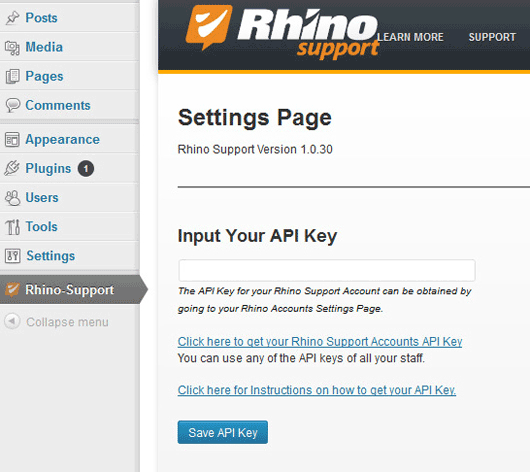 Posts
Media
Pages
Comments
Appearance
Plugins 1
Users
Tools
Settings
Rhino-Support
Collapse menu
Rhino
support
LEARN MORE SUPPORT
Settings Page
Rhino Support Version 1.0.30
Input Your API Key
The API Key for your Rhino Support Account can be obtained by
going to your Rhino Accounts Settings Page.
Click here to get your Rhino Support Accounts API Key
You can use any of the API keys of all your staff.
Click here for Instructions on how to get your API Key.
Save API Key